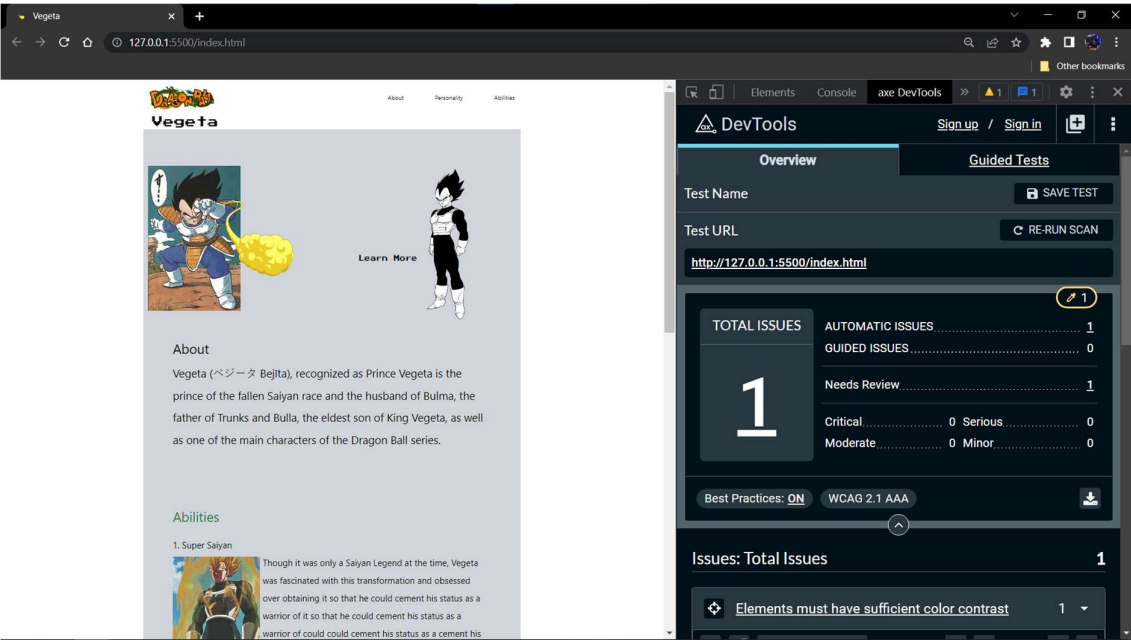 Vegeta
127.0.0.1:5500/index.html
Other bookmarks
DRAGON BALL
About Personality Abilities
Vegeta
Learn More
About
Vegeta (ベジータ Bejīta), recognized as Prince Vegeta is the
prince of the fallen Saiyan race and the husband of Bulma, the
father of Trunks and Bulla, the eldest son of King Vegeta, as well
as one of the main characters of the Dragon Ball series.
Abilities
1. Super Saiyan
Though it was only a Saiyan Legend at the time, Vegeta
was fascinated with this transformation and obsessed
over obtaining it so that he could cement his status as a
warrior of it so that he could cement his status as a
warrior of could could cement his status as a cement his
Elements Console axe DevTools » 1 1
ax DevTools Sign up / Sign in
Overview Guided Tests
Test Name SAVE TEST
Test URL RE-RUN SCAN
http://127.0.0.1:5500/index.html
1
TOTAL ISSUES
1
AUTOMATIC ISSUES 1
GUIDED ISSUES 0
Needs Review 1
Critical 0 Serious 0
Moderate 0 Minor 0
Best Practices: ON WCAG 2.1 AAA
Issues: Total Issues 1
Elements must have sufficient color contrast 1